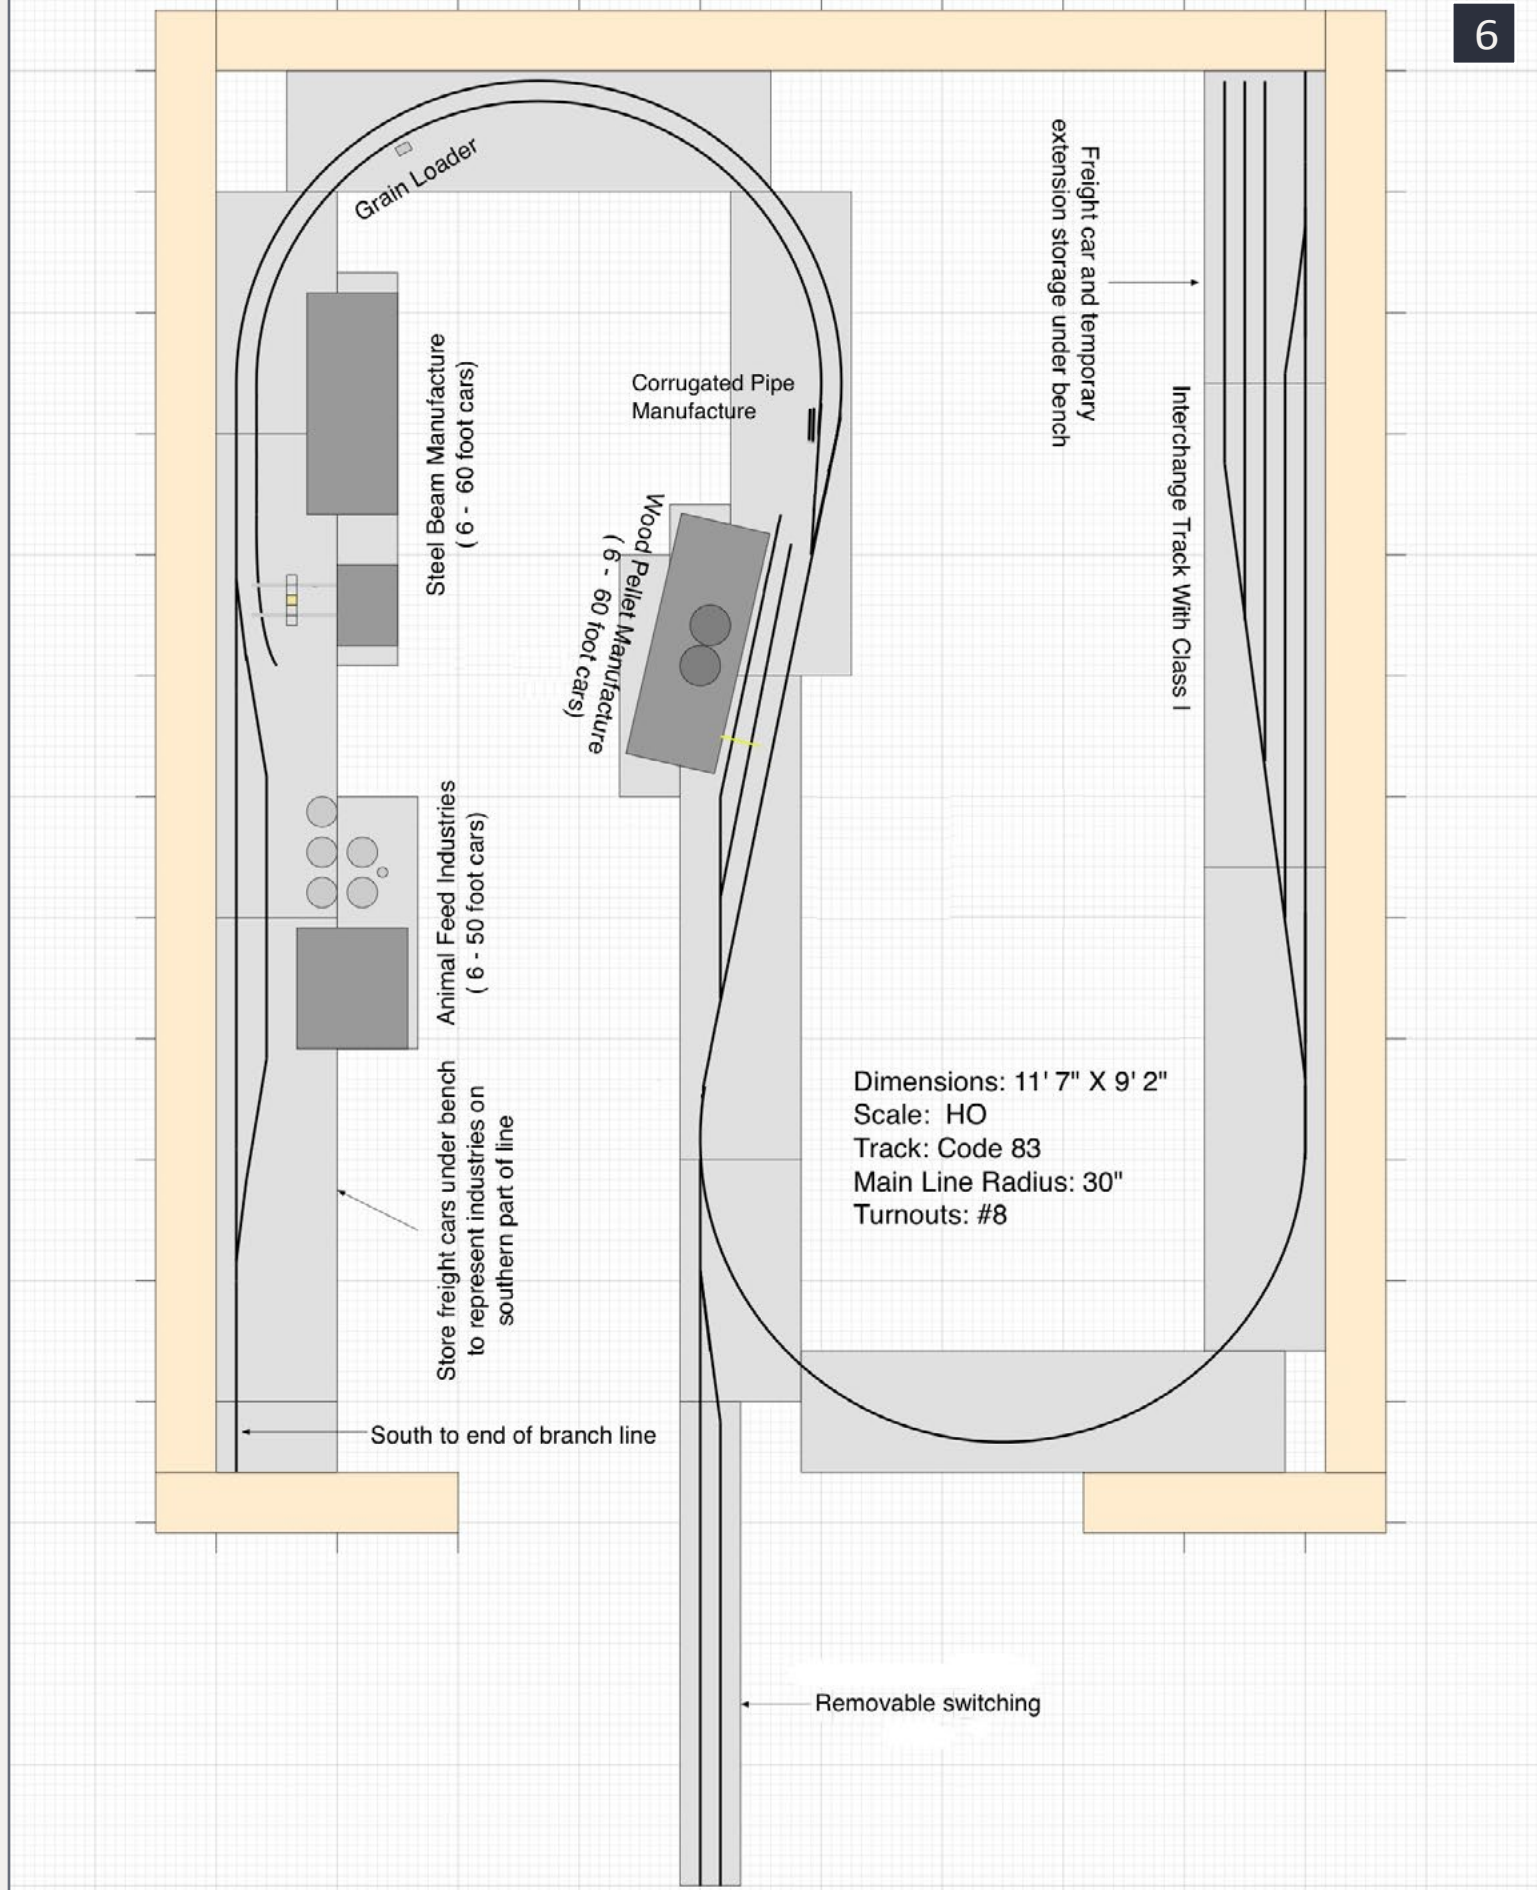 6
Grain Loader
Freight car and temporary
extension storage under bench
Steel Beam Manufacture
( 6 - 60 foot cars)
Corrugated Pipe
Manufacture
Interchange Track With Class I
Wood Pellet Manufacture
( 6 - 60 foot cars)
Animal Feed Industries
( 6 - 50 foot cars)
Store freight cars under bench
to represent industries on
southern part of line
Dimensions: 11' 7" X 9' 2"
Scale: HO
Track: Code 83
Main Line Radius: 30"
Turnouts: #8
South to end of branch line
Removable switching